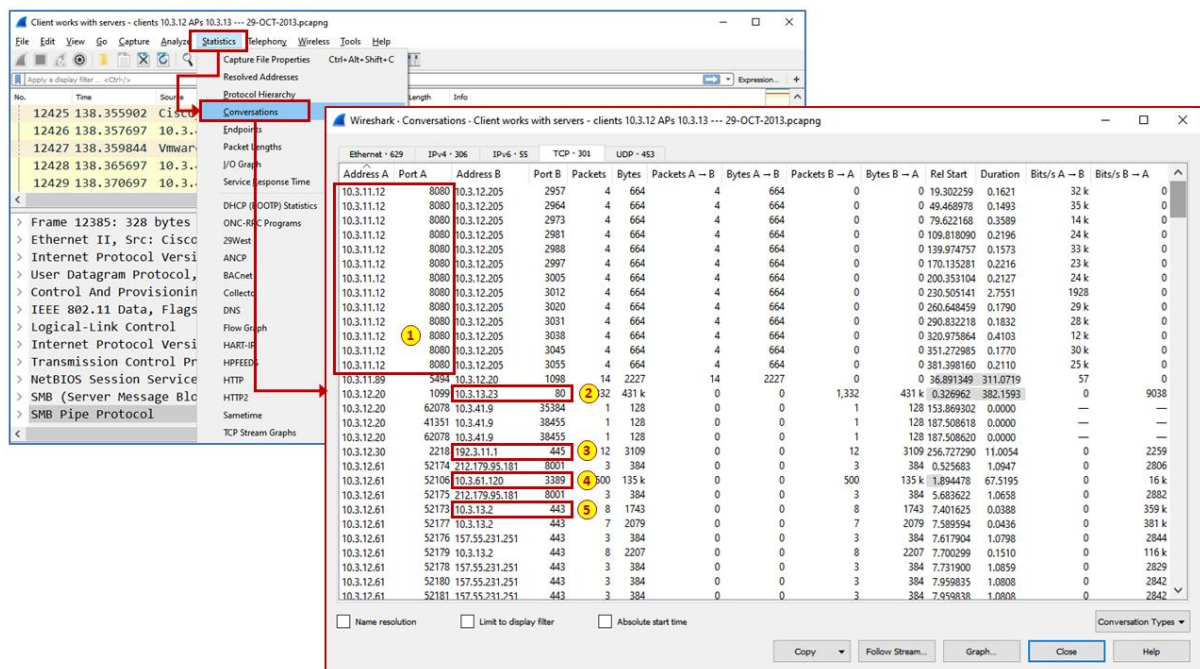 Client works with servers - clients 10.3.12 APs 10.3.13 --- 29-OCT-2013.pcapng
File Edit View Go Capture Analyze Statistics Telephony Wireless Tools Help
Apply a display filter ... <Ctrl-/> Expression... +
No. Time Length Info
12425 138.355902
12426 138.357697 10.3.
12427 138.359844 Vmwar
12428 138.365697 10.3.
12429 138.370697 10.3.
> Frame 12385: 328 bytes
> Ethernet II, Src: Cisco
> Internet Protocol Versi
> User Datagram Protocol,
> Control And Provisionin
> IEEE 802.11 Data, Flags
> Logical-Link Control
> Internet Protocol Versi
> Transmission Control Pr
> NetBIOS Session Service
> SMB (Server Message Blo
> SMB Pipe Protocol
Capture File Properties Ctrl+Alt+Shift+C
Resolved Addresses
Protocol Hierarchy
Conversations
Endpoints
Packet Lengths
I/O Graph
Service Response Time
DHCP (BOOTP) Statistics
ONC-RPC Programs
29West
ANCP
BACnet
DNS
Flow Graph
HART-IP
HPFEEDS
HTTP
HTTP2
Sametime
TCP Stream Graphs
Wireshark · Conversations · Client works with servers - clients 10.3.12 APs 10.3.13 --- 29-OCT-2013.pcapng
Ethernet · 629 IPv4 · 306 IPv6 · 55 TCP · 301 UDP · 453
Address A Port A Address B Port B Packets Bytes Packets A → B Bytes A → B Packets B → A Bytes B → A Rel Start Duration Bits/s A → B Bits/s B → A
10.3.11.12 8080 10.3.12.205 2957 4 664 4 664 0 0 19.302259 0.1621 32 k 0
10.3.11.12 8080 10.3.12.205 2964 4 664 4 664 0 0 49.468978 0.1493 35 k 0
10.3.11.12 8080 10.3.12.205 2973 4 664 4 664 0 0 79.622168 0.3589 14 k 0
10.3.11.12 8080 10.3.12.205 2981 4 664 4 664 0 0 109.818090 0.2196 24 k 0
10.3.11.12 8080 10.3.12.205 2988 4 664 4 664 0 0 139.974757 0.1573 33 k 0
10.3.11.12 8080 10.3.12.205 2997 4 664 4 664 0 0 170.135281 0.2216 23 k 0
10.3.11.12 8080 10.3.12.205 3005 4 664 4 664 0 0 200.353104 0.2127 24 k 0
10.3.11.12 8080 10.3.12.205 3012 4 664 4 664 0 0 230.505141 2.7551 1928 0
10.3.11.12 8080 10.3.12.205 3020 4 664 4 664 0 0 260.648459 0.1790 29 k 0
10.3.11.12 8080 10.3.12.205 3031 4 664 4 664 0 0 290.832218 0.1832 28 k 0
10.3.11.12 1 8080 10.3.12.205 3038 4 664 4 664 0 0 320.975864 0.4103 12 k 0
10.3.11.12 8080 10.3.12.205 3045 4 664 4 664 0 0 351.272985 0.1770 30 k 0
10.3.11.12 8080 10.3.12.205 3055 4 664 4 664 0 0 381.398160 0.2110 25 k 0
10.3.11.89 5494 10.3.12.20 1098 14 2227 14 2227 0 0 36.891349 311.0719 57 0
10.3.12.20 1099 10.3.13.23 80 2 32 431 k 0 0 1,332 431 k 0.326962 382.1593 0 9038
10.3.12.20 62078 10.3.41.9 35384 1 128 0 0 1 128 153.869302 0.0000 — —
10.3.12.20 41351 10.3.41.9 38455 1 128 0 0 1 128 187.508618 0.0000 — —
10.3.12.20 62078 10.3.41.9 38455 1 128 0 0 1 128 187.508620 0.0000 — —
10.3.12.30 2218 192.3.11.1 445 3 12 3109 0 0 12 3109 256.727290 11.0054 0 2259
10.3.12.61 52174 212.179.95.181 8001 3 384 0 0 3 384 0.525683 1.0947 0 2806
10.3.12.61 52106 10.3.61.120 3389 4 500 135 k 0 0 500 135 k 1.894478 67.5195 0 16 k
10.3.12.61 52175 212.179.95.181 8001 3 384 0 0 3 384 5.683622 1.0658 0 2882
10.3.12.61 52173 10.3.13.2 443 5 8 1743 0 0 8 1743 7.401625 0.0388 0 359 k
10.3.12.61 52177 10.3.13.2 443 7 2079 0 0 7 2079 7.589594 0.0436 0 381 k
10.3.12.61 52176 157.55.231.251 443 3 384 0 0 3 384 7.617904 1.0798 0 2844
10.3.12.61 52179 10.3.13.2 443 8 2207 0 0 8 2207 7.700299 0.1510 0 116 k
10.3.12.61 52178 157.55.231.251 443 3 384 0 0 3 384 7.731900 1.0859 0 2829
10.3.12.61 52180 157.55.231.251 443 3 384 0 0 3 384 7.959835 1.0808 0 2842
10.3.12.61 52181 157.55.231.251 443 3 384 0 0 3 384 7.959838 1.0808 0 2842
Name resolution Limit to display filter Absolute start time Conversation Types
Copy Follow Stream... Graph... Close Help